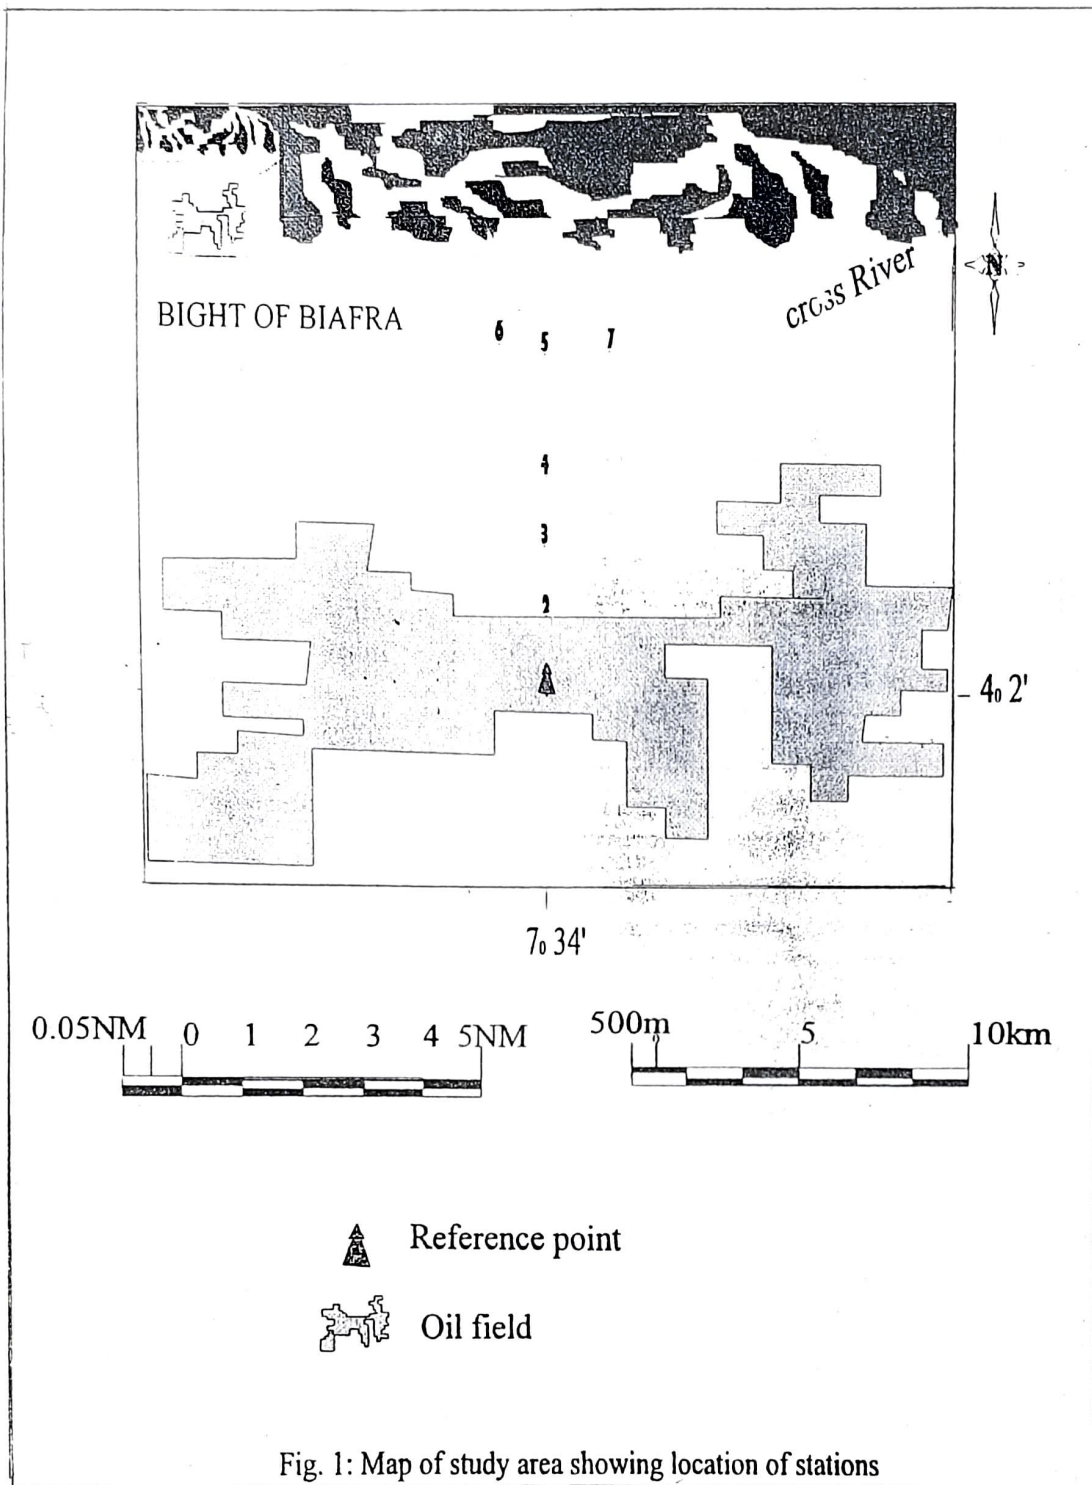 N
cross River
BIGHT OF BIAFRA
6 5 7
4
3
2
4₀ 2'
7₀ 34'
0.05NM 0 1 2 3 4 5NM
500m 5 10km
Reference point
Oil field
Fig. 1: Map of study area showing location of stations